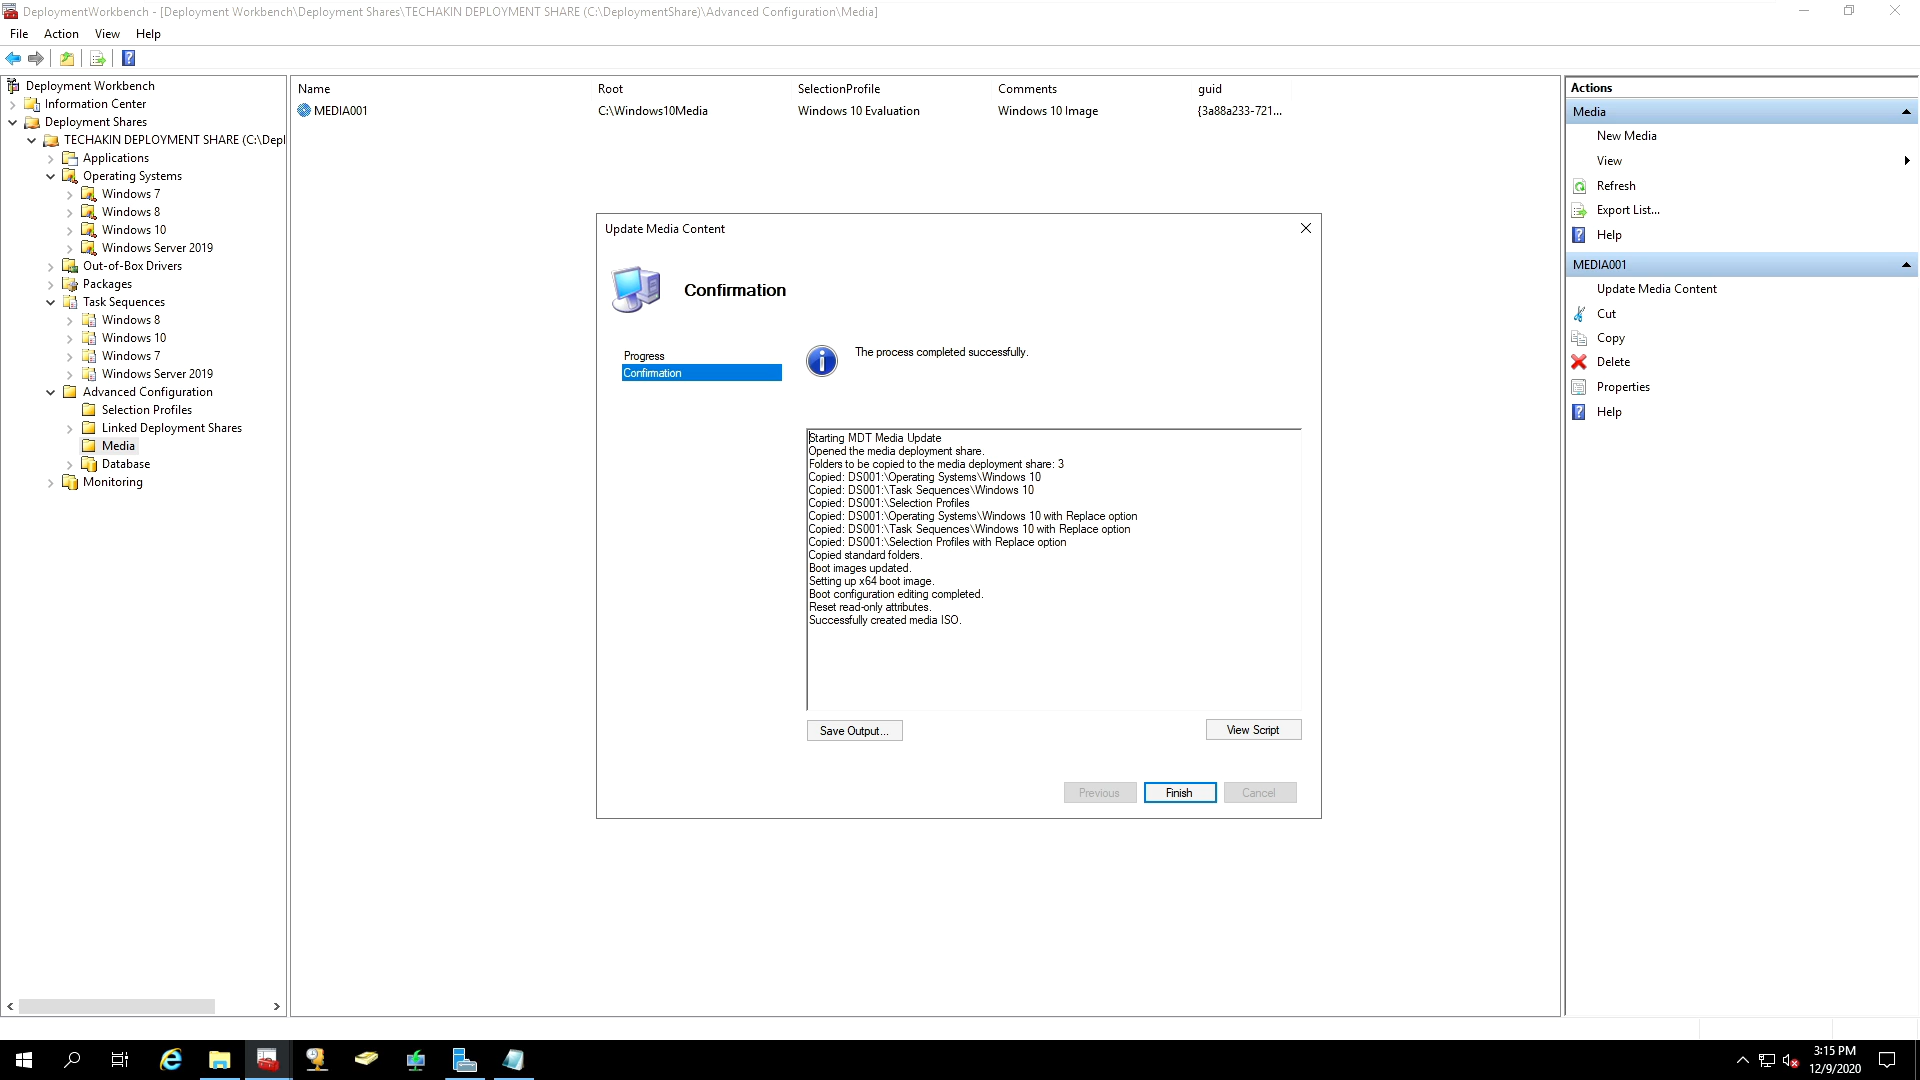 DeploymentWorkbench - [Deployment Workbench\Deployment Shares\TECHAKIN DEPLOYMENT SHARE (C:\DeploymentShare)\Advanced Configuration\Media]
File Action View Help
Deployment Workbench
Information Center
Deployment Shares
TECHAKIN DEPLOYMENT SHARE (C:\Depl
Applications
Operating Systems
Windows 7
Windows 8
Windows 10
Windows Server 2019
Out-of-Box Drivers
Packages
Task Sequences
Windows 8
Windows 10
Windows 7
Windows Server 2019
Advanced Configuration
Selection Profiles
Linked Deployment Shares
Media
Database
Monitoring
Name Root SelectionProfile Comments guid
MEDIA001 C:\Windows10Media Windows 10 Evaluation Windows 10 Image {3a88a233-721...
Update Media Content
Confirmation
Progress
Confirmation
The process completed successfully.
Starting MDT Media Update
Opened the media deployment share.
Folders to be copied to the media deployment share: 3
Copied: DS001:\Operating Systems\Windows 10
Copied: DS001:\Task Sequences\Windows 10
Copied: DS001:\Selection Profiles
Copied: DS001:\Operating Systems\Windows 10 with Replace option
Copied: DS001:\Task Sequences\Windows 10 with Replace option
Copied: DS001:\Selection Profiles with Replace option
Copied standard folders.
Boot images updated.
Setting up x64 boot image.
Boot configuration editing completed.
Reset read-only attributes.
Successfully created media ISO.
Save Output... View Script
Previous Finish Cancel
Actions
Media
New Media
View
Refresh
Export List...
Help
MEDIA001
Update Media Content
Cut
Copy
Delete
Properties
Help
3:15 PM
12/9/2020